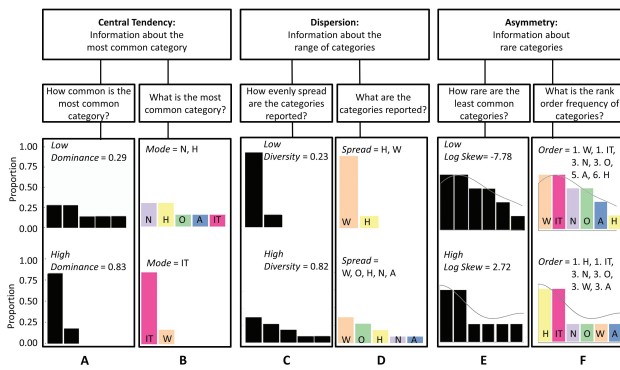 Central Tendency:
Information about the
most common category
Dispersion:
Information about the
range of categories
Asymmetry:
Information about
rare categories
How common is the
most common
category?
What is the most
common category?
How evenly spread
are the categories
reported?
What are the
categories reported?
How rare are the
least common
categories?
What is the rank
order frequency of
categories?
Proportion
1.00
0.75
0.50
0.25
0.00
Low
Dominance = 0.29
Mode = N, H
N H O A IT
Low
Diversity = 0.23
Spread = H, W
W H
Low
Log Skew= -7.78
Order = 1. W, 1. IT,
3. N, 3. O,
5. A, 6. H
W IT N O A H
Proportion
1.00
0.75
0.50
0.25
0.00
High
Dominance = 0.83
Mode = IT
IT W
High
Diversity = 0.82
Spread =
W, O, H, N, A
W O H N A
High
Log Skew = 2.72
Order = 1. H, 1. IT,
3. N, 3. O,
3. W, 3. A
H IT N O W A
A B C D E F